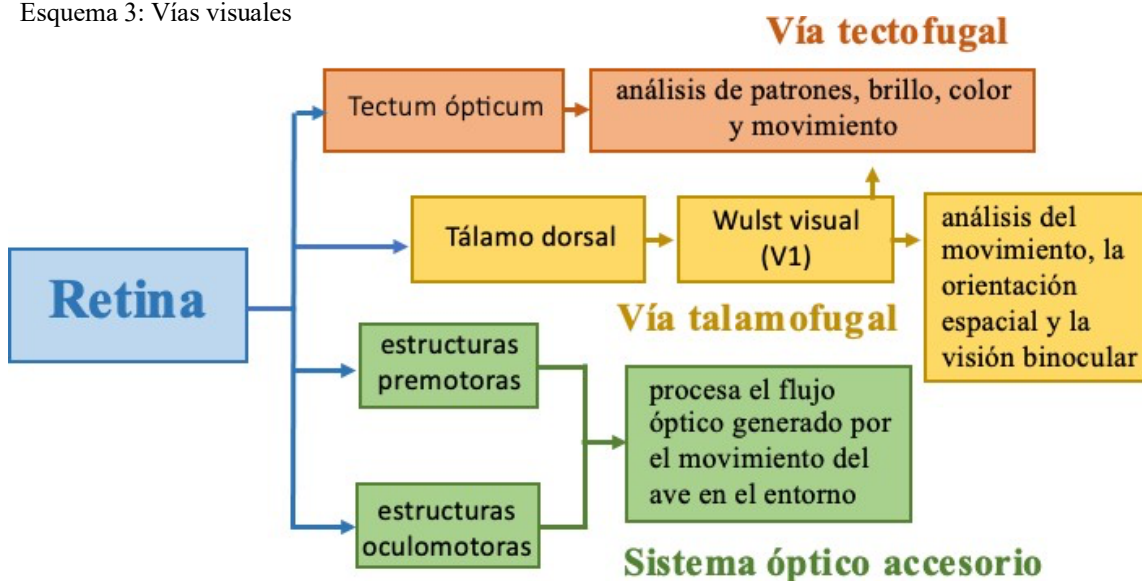 Esquema 3: Vías visuales
Vía tectofugal
Tectum ópticum
análisis de patrones, brillo, color
y movimiento
Retina
Tálamo dorsal
Wulst visual
(V1)
análisis del
movimiento, la
orientación
espacial y la
visión binocular
Vía talamofugal
estructuras
premotoras
procesa el flujo
óptico generado por
el movimiento del
ave en el entorno
estructuras
oculomotoras
Sistema óptico accesorio